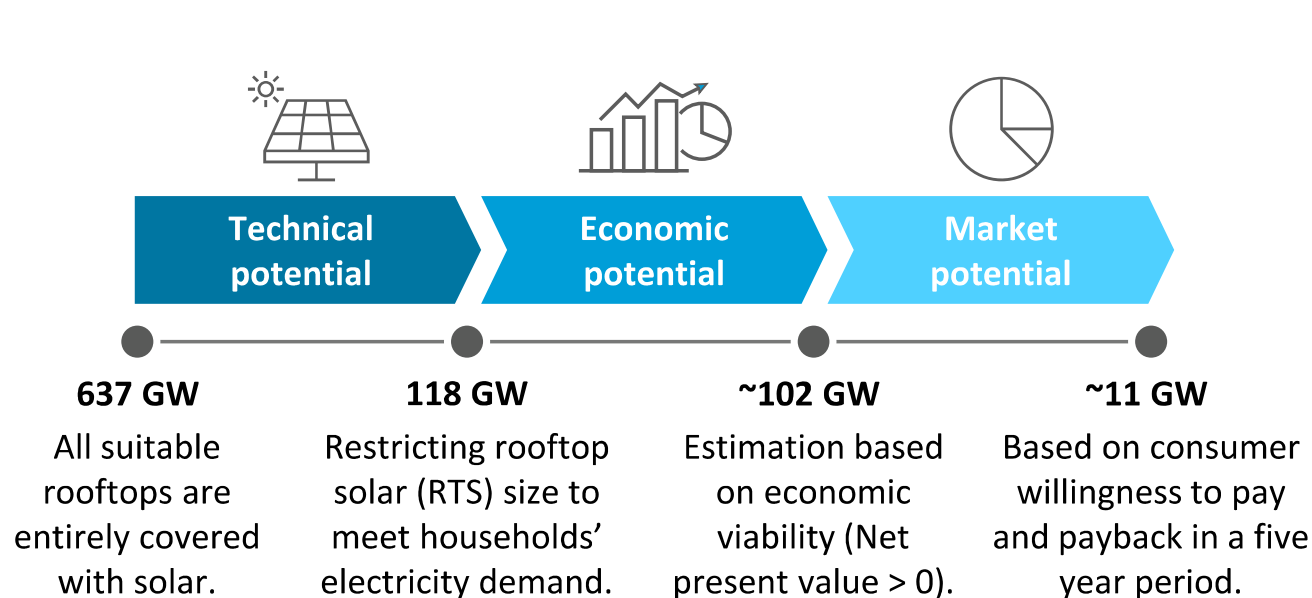 Technical
potential
Economic
potential
Market
potential
637 GW
All suitable
rooftops are
entirely covered
with solar.
118 GW
Restricting rooftop
solar (RTS) size to
meet households’
electricity demand.
~102 GW
Estimation based
on economic
viability (Net
present value > 0).
~11 GW
Based on consumer
willingness to pay
and payback in a five
year period.